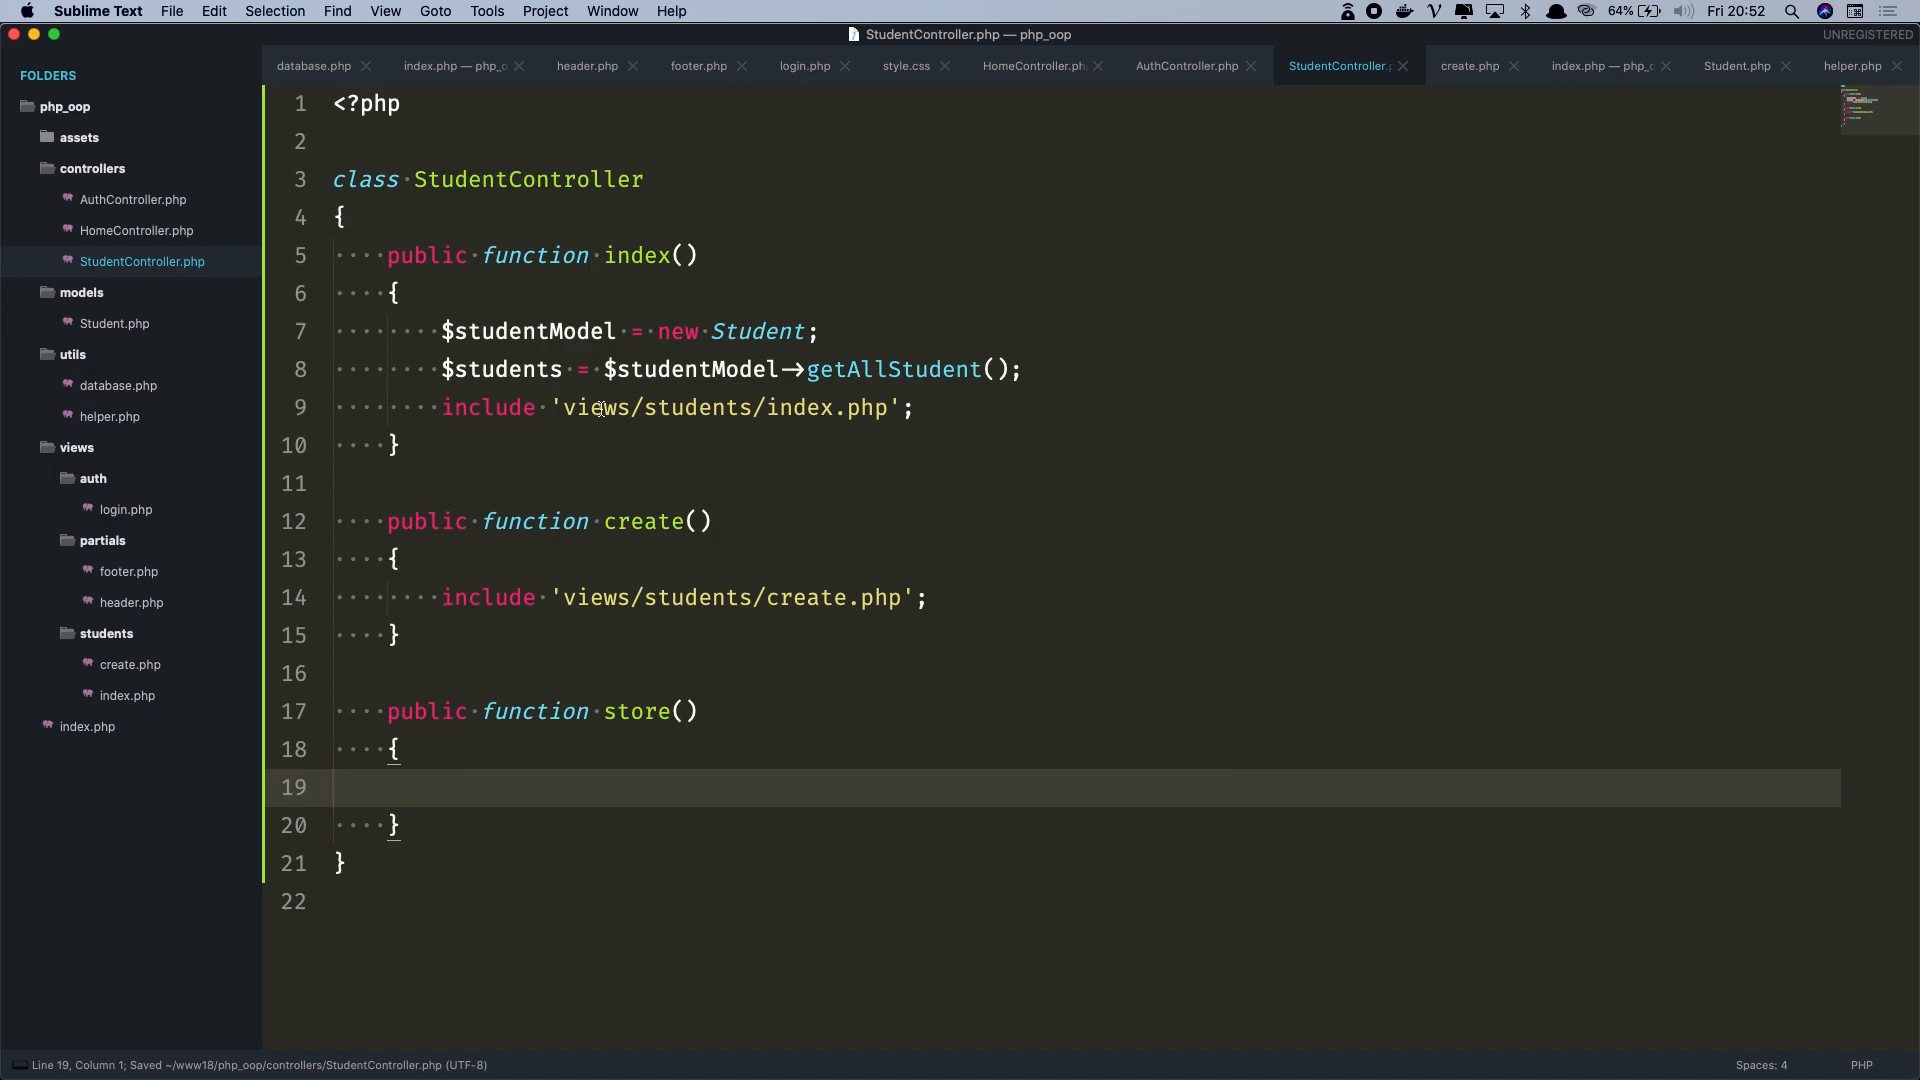 Sublime Text File Edit Selection Find View Goto Tools Project Window Help 64% Fri 20:52
StudentController.php — php_oop UNREGISTERED
FOLDERS
php_oop
assets
controllers
AuthController.php
HomeController.php
StudentController.php
models
Student.php
utils
database.php
helper.php
views
auth
login.php
partials
footer.php
header.php
students
create.php
index.php
index.php
database.php index.php — php_o header.php footer.php login.php style.css HomeController.ph AuthController.php StudentController.p create.php index.php — php_o Student.php helper.php
1 <?php
2
3 class StudentController
4 {
5 public function index()
6 {
7 $studentModel = new Student;
8 $students = $studentModel->getAllStudent();
9 include 'views/students/index.php';
10 }
11
12 public function create()
13 {
14 include 'views/students/create.php';
15 }
16
17 public function store()
18 {
19
20 }
21 }
22
Line 19, Column 1; Saved ~/www18/php_oop/controllers/StudentController.php (UTF-8) Spaces: 4 PHP